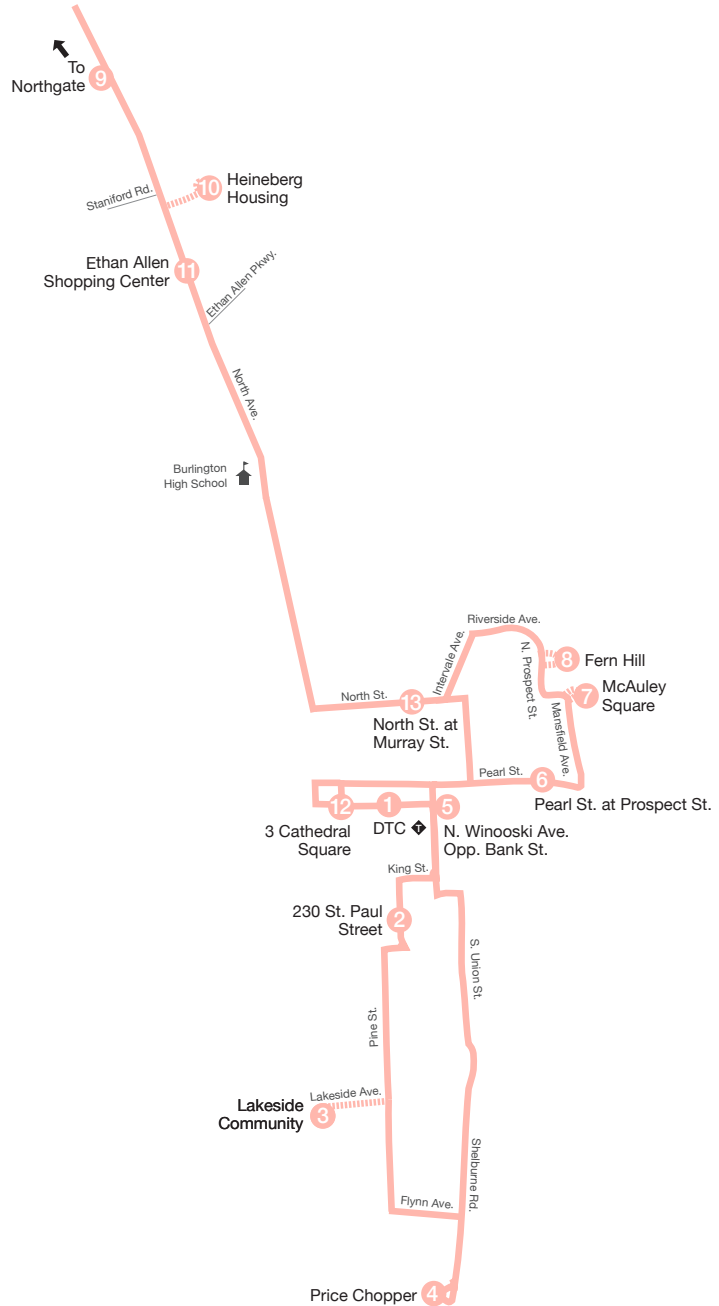 To
Northgate
9
Staniford Rd.
10
Heineberg
Housing
Ethan Allen
Shopping Center
11
Ethan Allen Pkwy.
North Ave.
Burlington
High School
Riverside Ave.
Intervale Ave.
N. Prospect St.
8
Fern Hill
7
McAuley
Square
Mansfield Ave.
North St.
13
North St. at
Murray St.
Pearl St.
6
Pearl St. at Prospect St.
12
3 Cathedral
Square
1
DTC
T
5
N. Winooski Ave.
Opp. Bank St.
King St.
230 St. Paul
Street
2
S. Union St.
Pine St.
Lakeside Ave.
Lakeside
Community
3
Shelburne Rd.
Flynn Ave.
Price Chopper
4